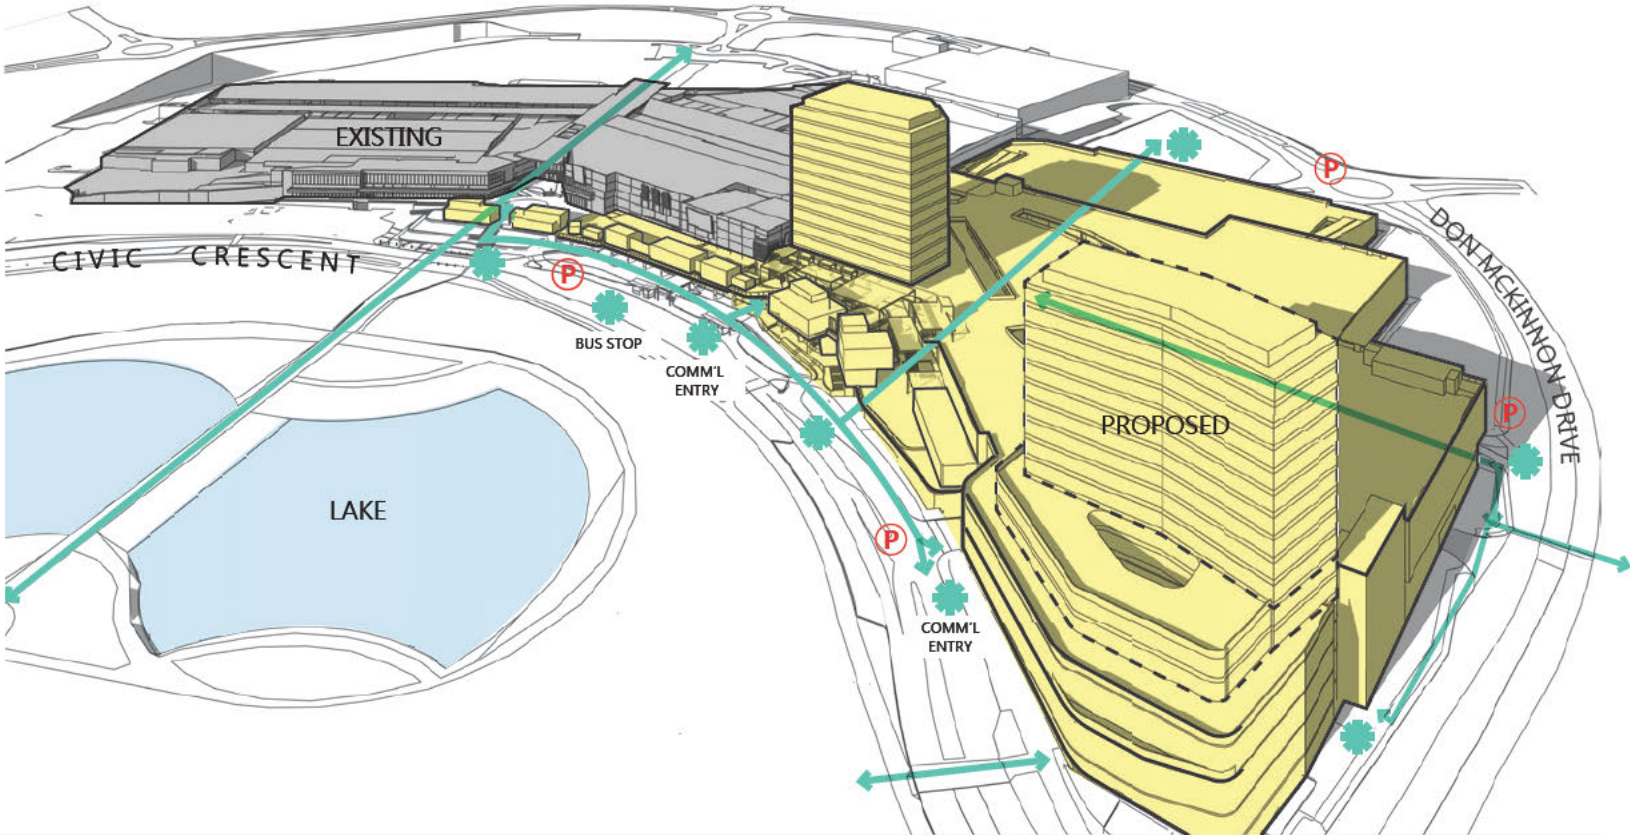 EXISTING
P
CIVIC CRESCENT
DON MCKINNON DRIVE
P
BUS STOP
COMM'L
ENTRY
P
PROPOSED
LAKE
P
COMM'L
ENTRY